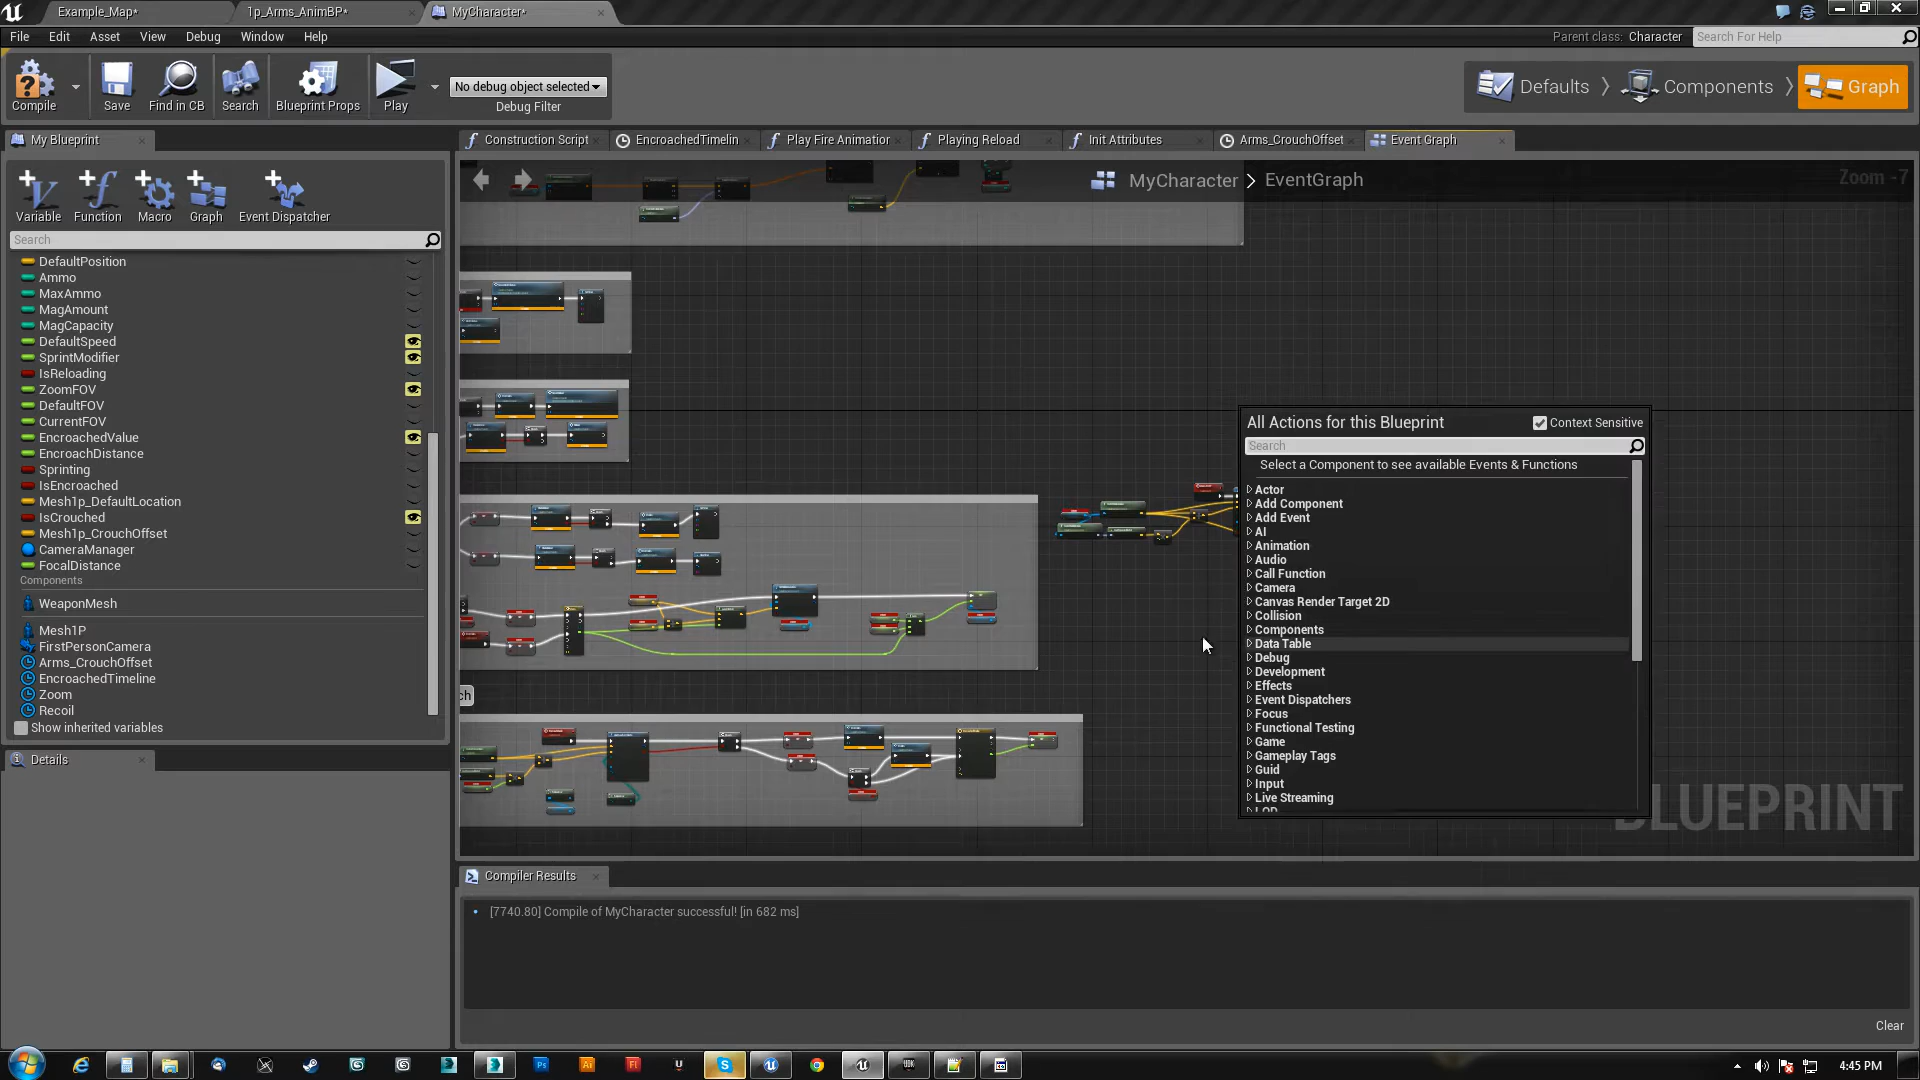 Example_Map*
1p_Arms_AnimBP*
MyCharacter*
File Edit Asset View Debug Window Help
Parent class: Character
Search For Help
Compile
Save
Find in CB
Search
Blueprint Props
Play
No debug object selected
Debug Filter
Defaults
Components
Graph
My Blueprint
Construction Script
EncroachedTimelin
Play Fire Animatior
Playing Reload
Init Attributes
Arms_CrouchOffset
Event Graph
Variable
Function
Macro
Graph
Event Dispatcher
MyCharacter > EventGraph
Zoom -7
Search
DefaultPosition
Ammo
MaxAmmo
MagAmount
MagCapacity
DefaultSpeed
SprintModifier
IsReloading
ZoomFOV
DefaultFOV
CurrentFOV
EncroachedValue
EncroachDistance
Sprinting
IsEncroached
Mesh1p_DefaultLocation
IsCrouched
Mesh1p_CrouchOffset
CameraManager
FocalDistance
Components
WeaponMesh
Mesh1P
FirstPersonCamera
Arms_CrouchOffset
EncroachedTimeline
Zoom
Recoil
Show inherited variables
Details
ch
All Actions for this Blueprint
Context Sensitive
Search
Select a Component to see available Events & Functions
Actor
Add Component
Add Event
AI
Animation
Audio
Call Function
Camera
Canvas Render Target 2D
Collision
Components
Data Table
Debug
Development
Effects
Event Dispatchers
Focus
Functional Testing
Game
Gameplay Tags
Guid
Input
Live Streaming
LOD
BLUEPRINT
Compiler Results
[7740.80] Compile of MyCharacter successful! [in 682 ms]
Clear
4:45 PM